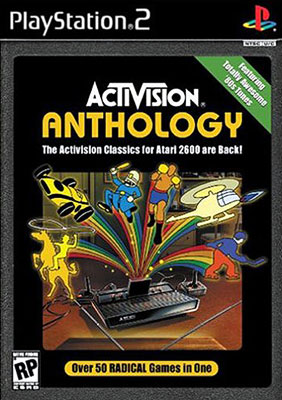 PlayStation 2
NTSC U/C
ACTIVISION®
ANTHOLOGY
Featuring
Totally Awesome
80s Tunes
The Activision Classics for Atari 2600 are Back!
RP
Over 50 RADICAL Games in One